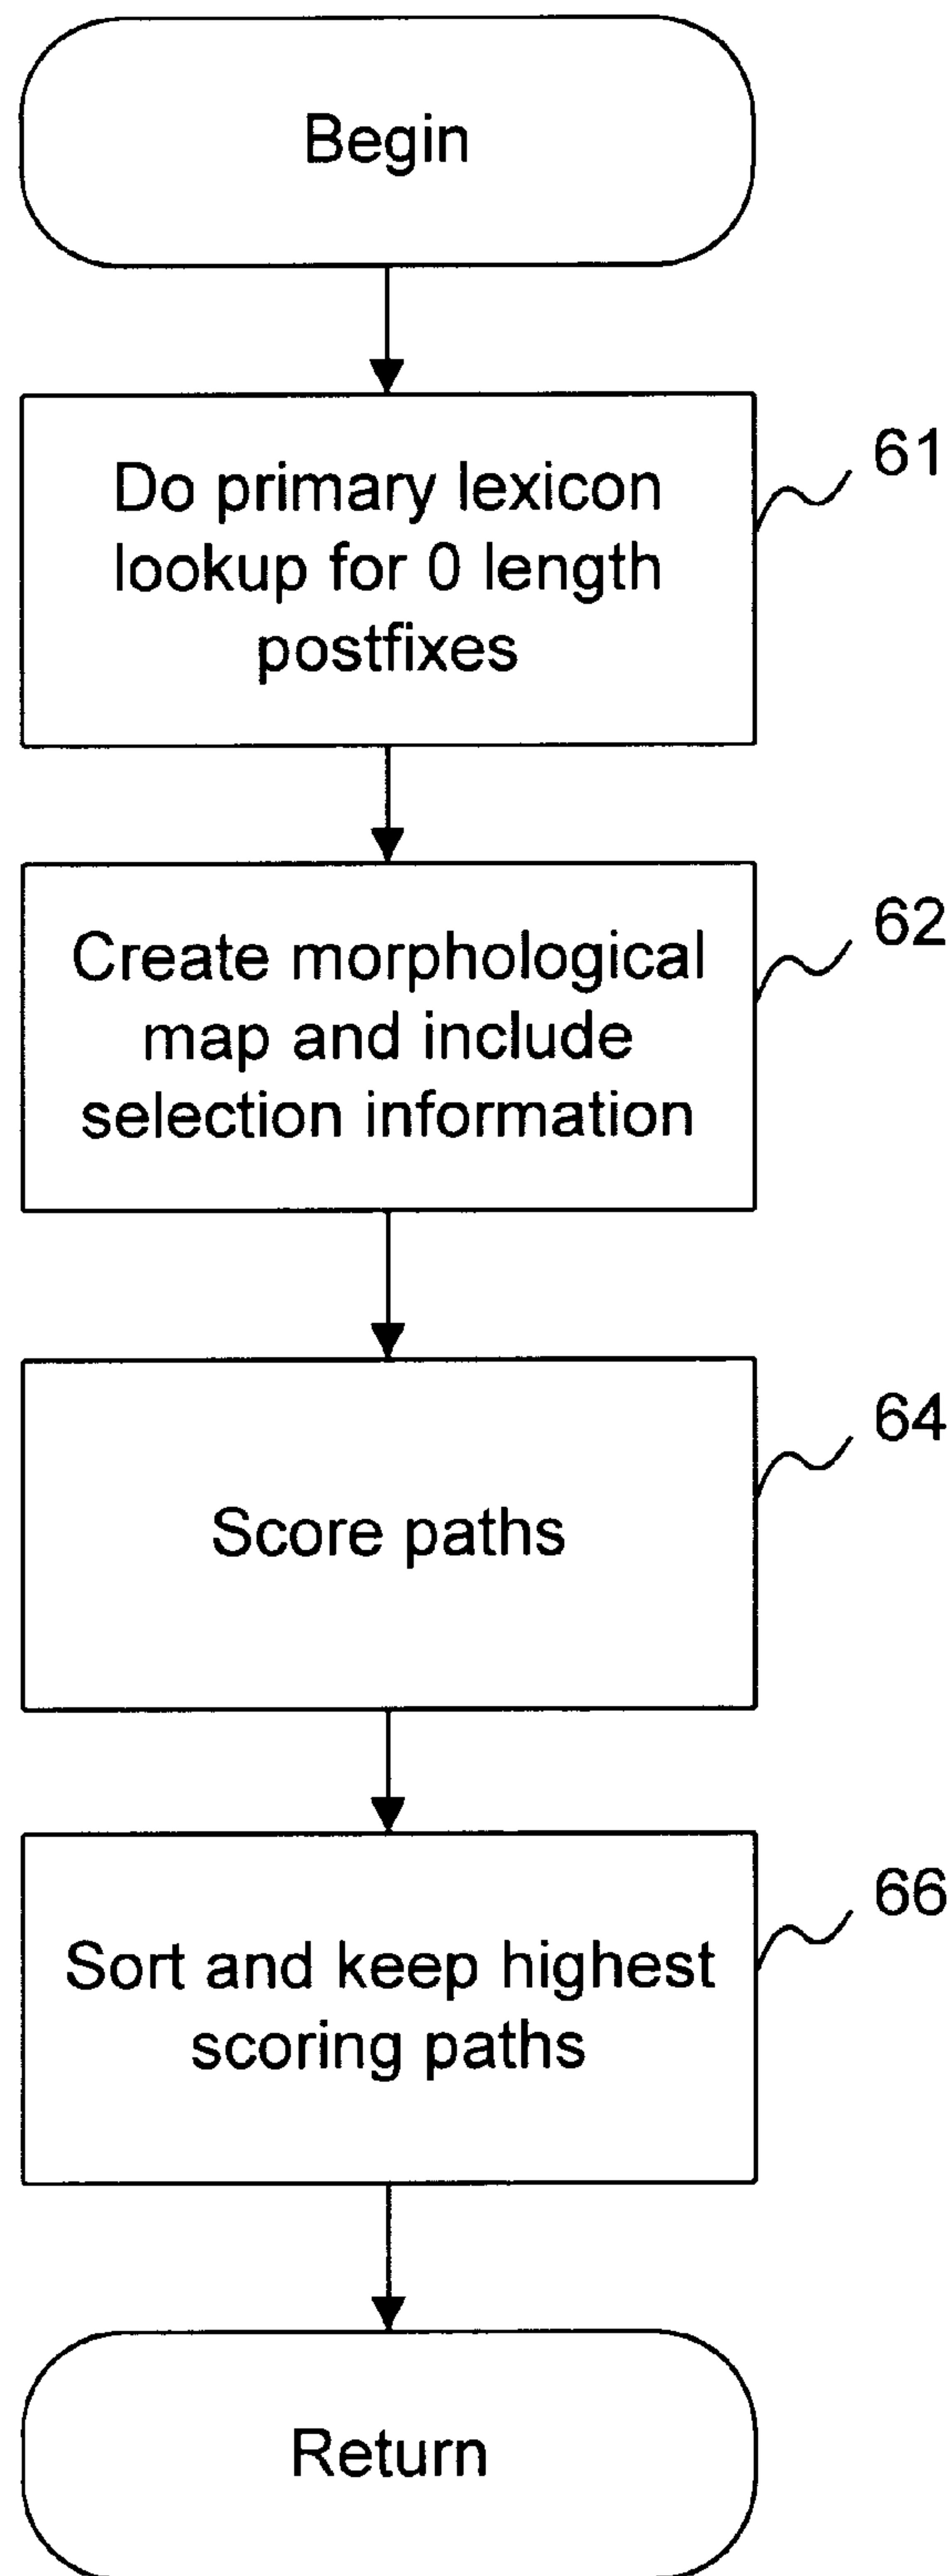 Begin
61
Do primary lexicon
lookup for 0 length
postfixes
62
Create morphological
map and include
selection information
64
Score paths
66
Sort and keep highest
scoring paths
Return